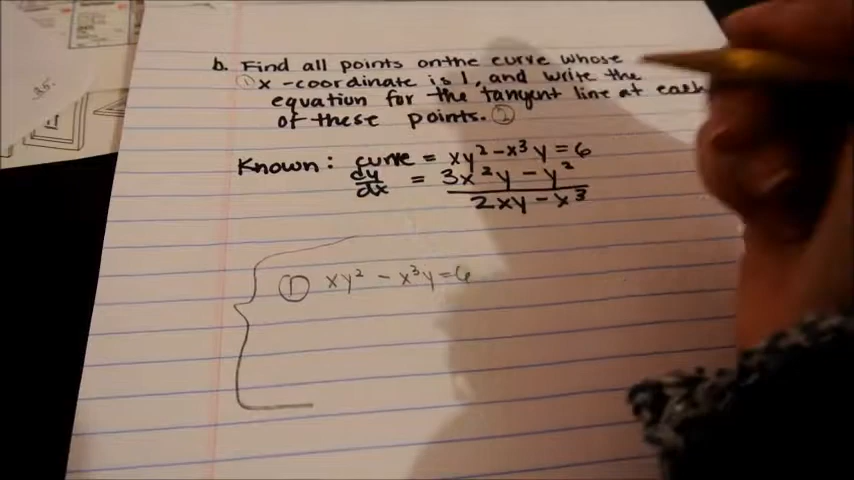 b. Find all points on the curve whose
① x-coordinate is 1, and write the
equation for the tangent line at each
of these points. ②
Known: curve = xy² - x³y = 6
dy/dx = 3x²y - y² / 2xy - x³
① xy² - x³y = 6